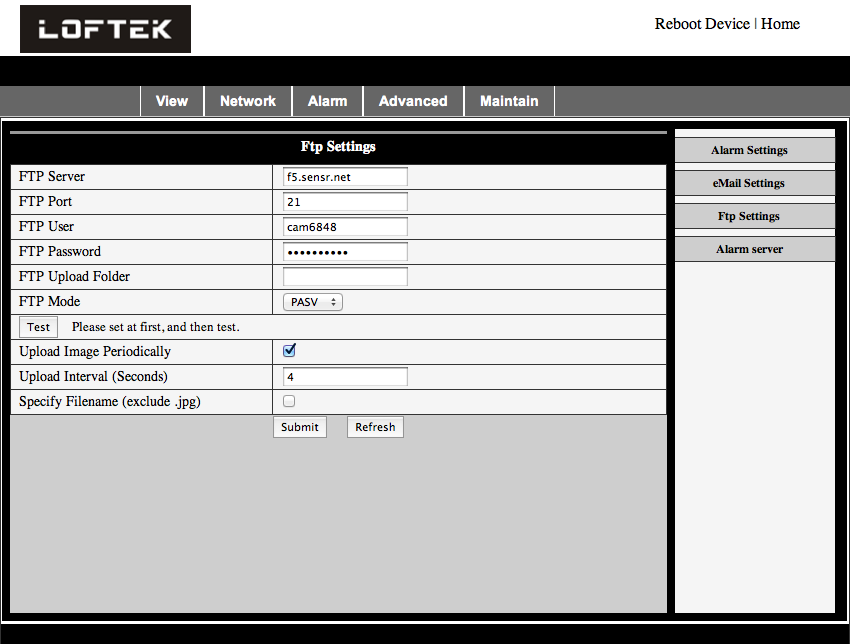 LOFTEK
Reboot Device | Home
View Network Alarm Advanced Maintain
Ftp Settings
FTP Server f5.sensr.net
FTP Port 21
FTP User cam6848
FTP Password ••••••••••
FTP Upload Folder
FTP Mode PASV
Test Please set at first, and then test.
Upload Image Periodically
Upload Interval (Seconds) 4
Specify Filename (exclude .jpg)
Submit Refresh
Alarm Settings
eMail Settings
Ftp Settings
Alarm server